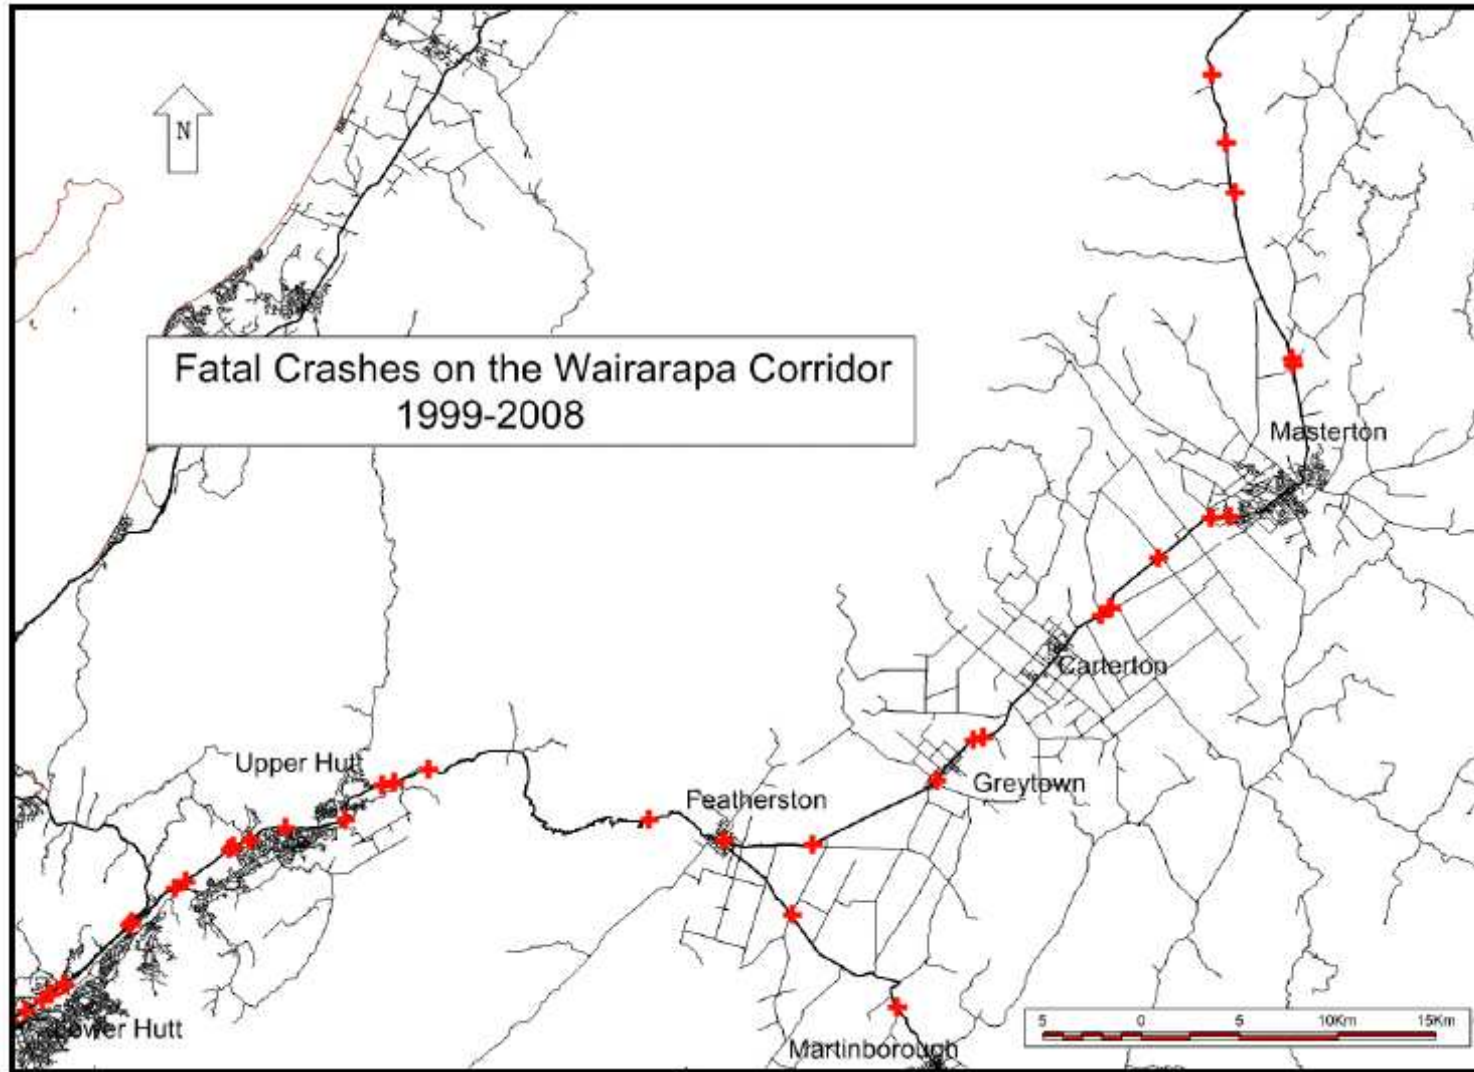 N
Fatal Crashes on the Wairarapa Corridor
1999-2008
Masterton
Carterton
Upper Hutt
Featherston
Greytown
Lower Hutt
Martinborough
5 0 5 10Km 15Km